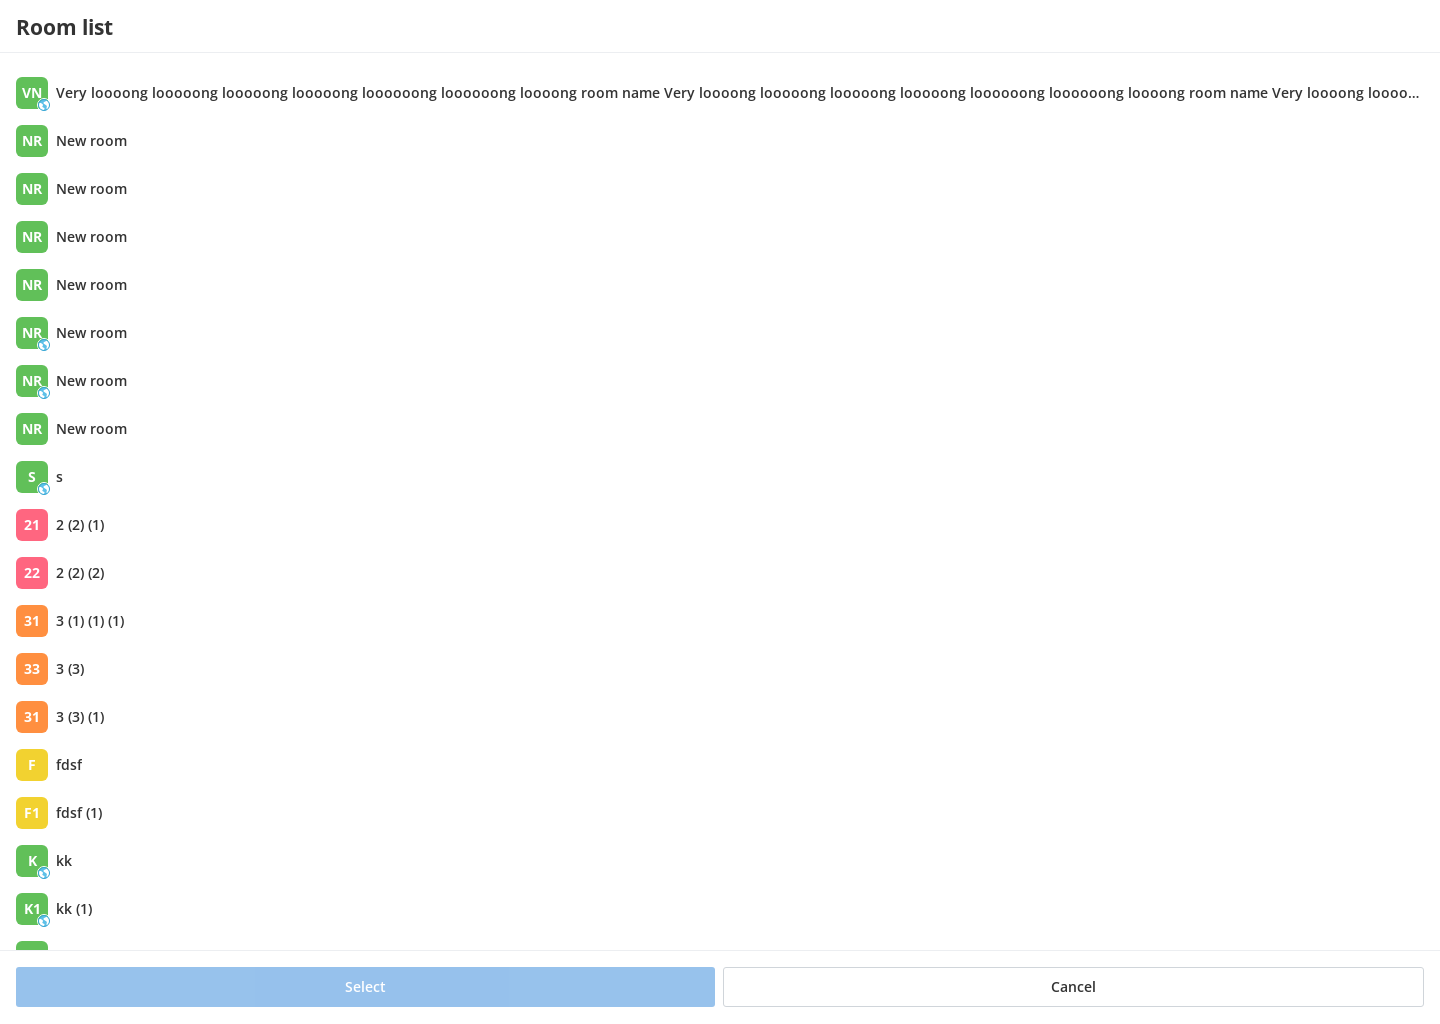 Room list
VN Very loooong looooong looooong looooong loooooong loooooong loooong room name Very loooong looooong looooong looooong loooooong loooooong loooong room name Very loooong loooo...
NR New room
NR New room
NR New room
NR New room
NR New room
NR New room
NR New room
S s
21 2 (2) (1)
22 2 (2) (2)
31 3 (1) (1) (1)
33 3 (3)
31 3 (3) (1)
F fdsf
F1 fdsf (1)
K kk
K1 kk (1)
Select Cancel